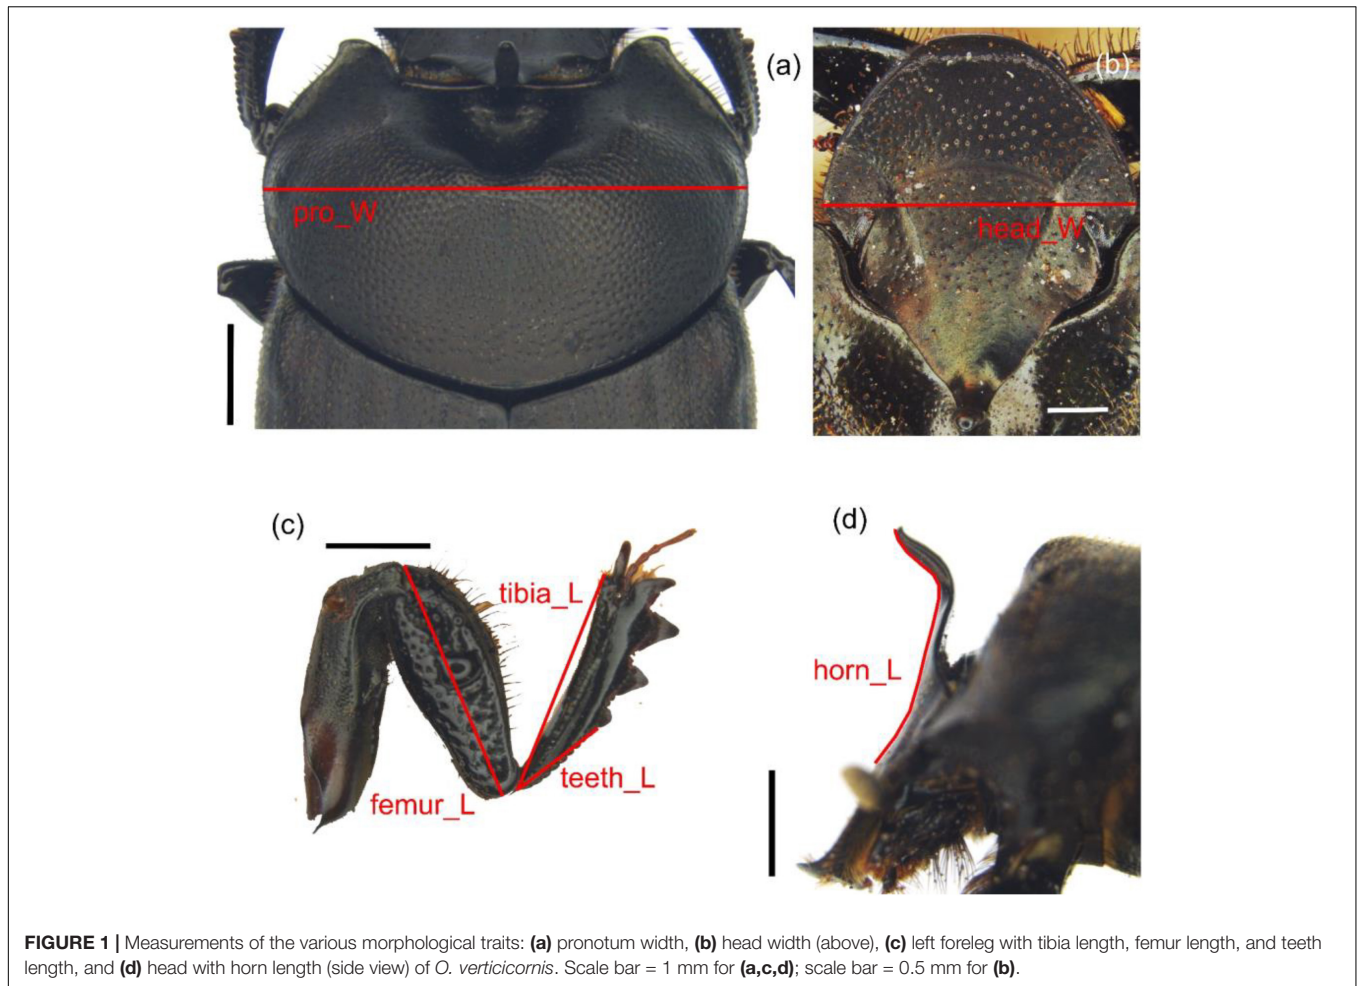 (a)
(b)
pro_W
head_W
(c)
(d)
tibia_L
horn_L
teeth_L
femur_L
FIGURE 1 | Measurements of the various morphological traits: (a) pronotum width, (b) head width (above), (c) left foreleg with tibia length, femur length, and teeth
length, and (d) head with horn length (side view) of O. verticicornis. Scale bar = 1 mm for (a,c,d); scale bar = 0.5 mm for (b).